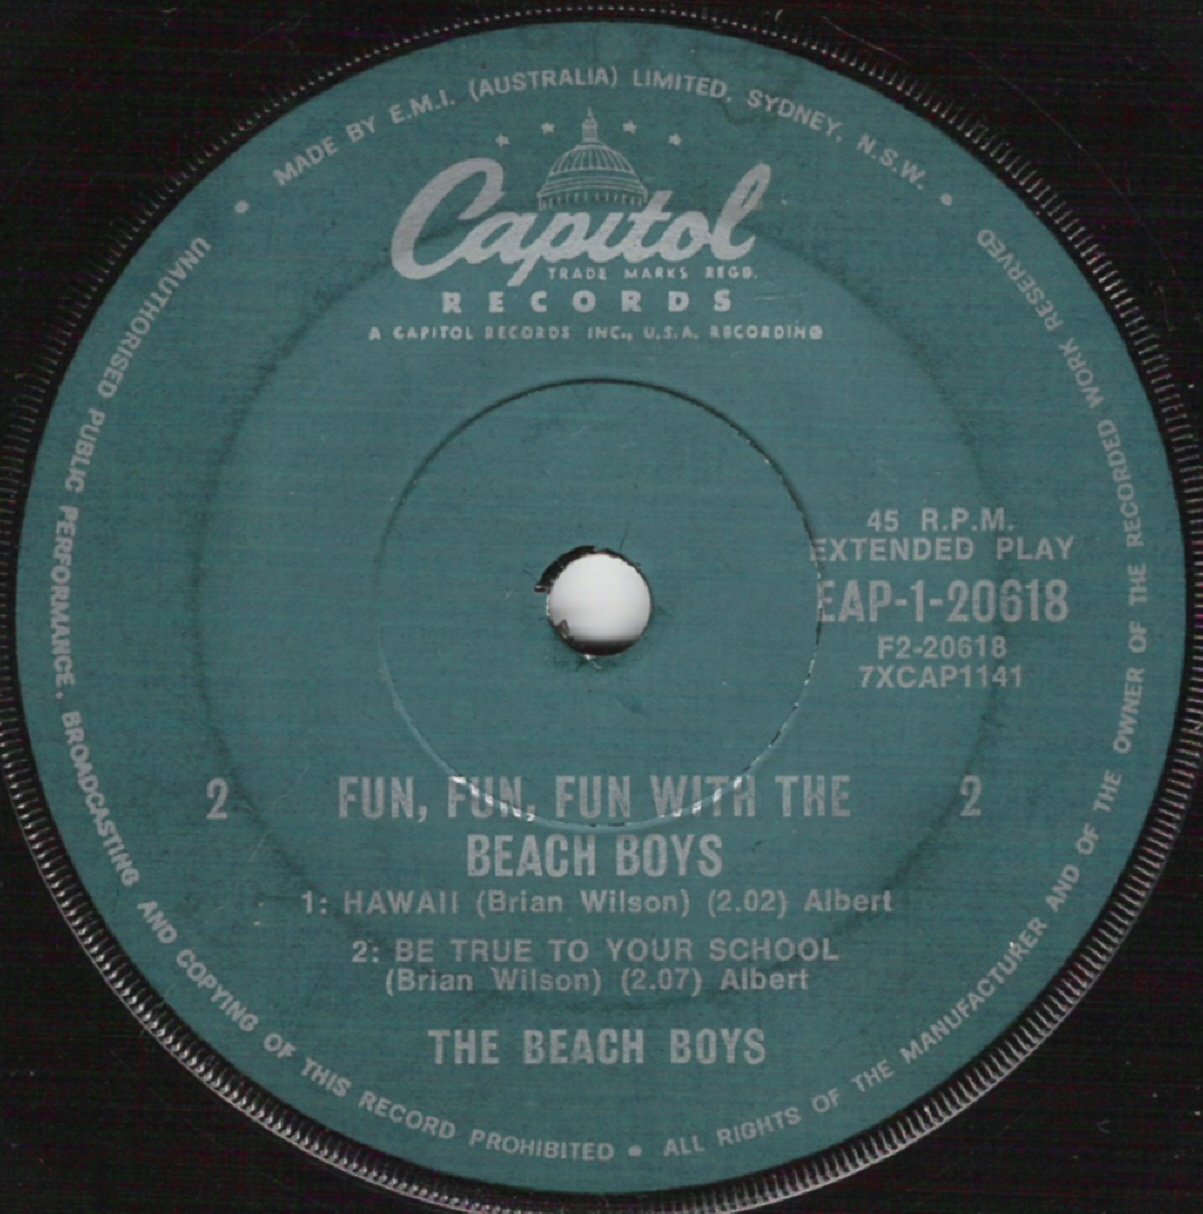 MADE BY E.M.I. (AUSTRALIA) LIMITED. SYDNEY. N.S.W.
Capitol
TRADE MARKS REGD.
RECORDS
A CAPITOL RECORDS INC., U.S.A. RECORDING
45 R.P.M.
EXTENDED PLAY
EAP-1-20618
F2-20618
7XCAP1141
2 FUN, FUN, FUN WITH THE 2
BEACH BOYS
1: HAWAII (Brian Wilson) (2.02) Albert
2: BE TRUE TO YOUR SCHOOL
(Brian Wilson) (2.07) Albert
THE BEACH BOYS
UNAUTHORISED PUBLIC PERFORMANCE, BROADCASTING AND COPYING OF THIS RECORD PROHIBITED • ALL RIGHTS OF THE MANUFACTURER AND OF THE OWNER OF THE RECORDED WORK RESERVED